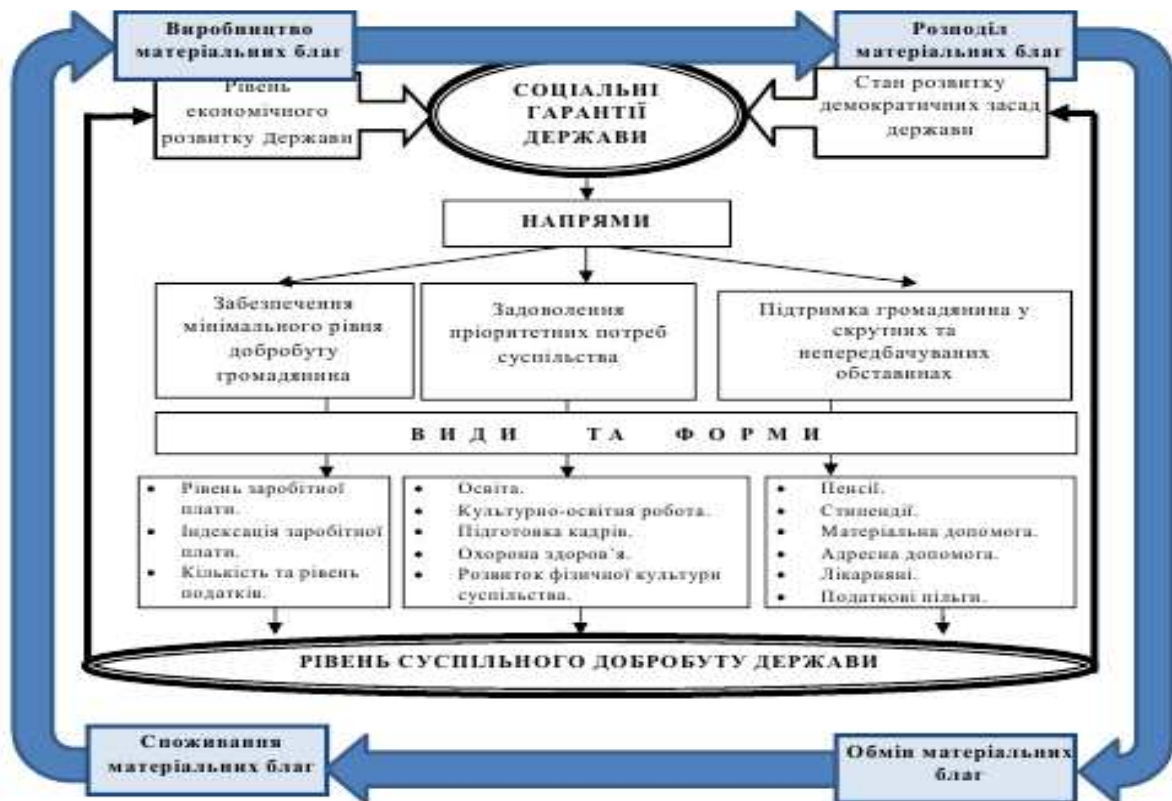 Виробництво
матеріальних благ
Розподіл
матеріальних благ
Рівень
економічного
розвитку Держави
СОЦІАЛЬНІ
ГАРАНТІЇ
ДЕРЖАВИ
Стан розвитку
демократичних засад
держави
НАПРЯМИ
Забезпечення
мінімального рівня
добробуту
громадянина
Задоволення
пріоритетних потреб
суспільства
Підтримка громадянина у
скрутних та
непередбачуваних
обставинах
ВИДИ ТА ФОРМИ
• Рівень заробітної
плати.
• Індексація заробітної
плати.
• Кількість та рівень
податків.
• Освіта.
• Культурно-освітня робота.
• Підготовка кадрів.
• Охорона здоров’я.
• Розвиток фізичної культури
суспільства.
• Пенсії.
• Стипендії.
• Матеріальна допомога.
• Адресна допомога.
• Лікарняні.
• Податкові пільги.
РІВЕНЬ СУСПІЛЬНОГО ДОБРОБУТУ ДЕРЖАВИ
Споживання
матеріальних благ
Обмін матеріальних
благ